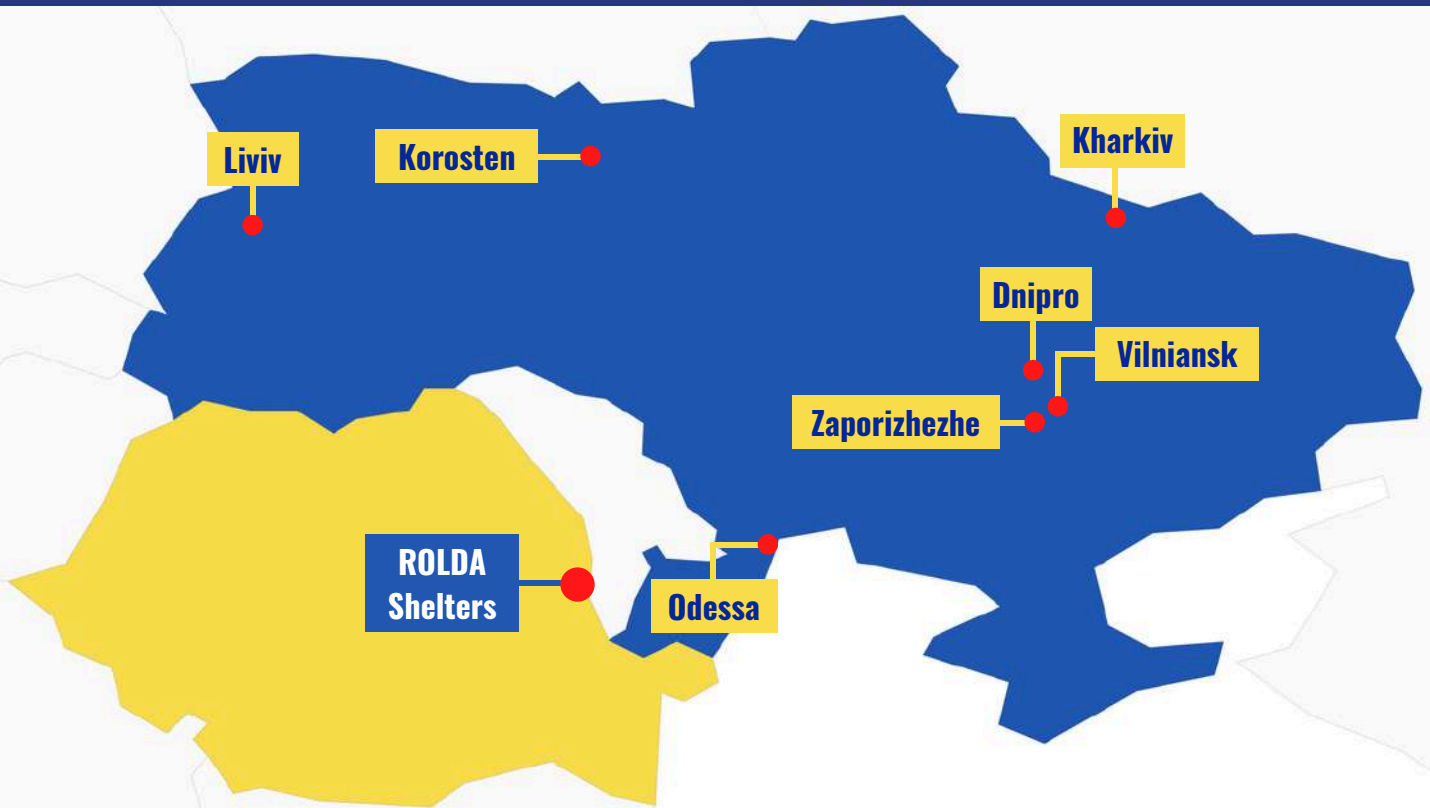 Liviv
Korosten
Kharkiv
Dnipro
Vilniansk
Zaporizhezhe
ROLDA
Shelters
Odessa